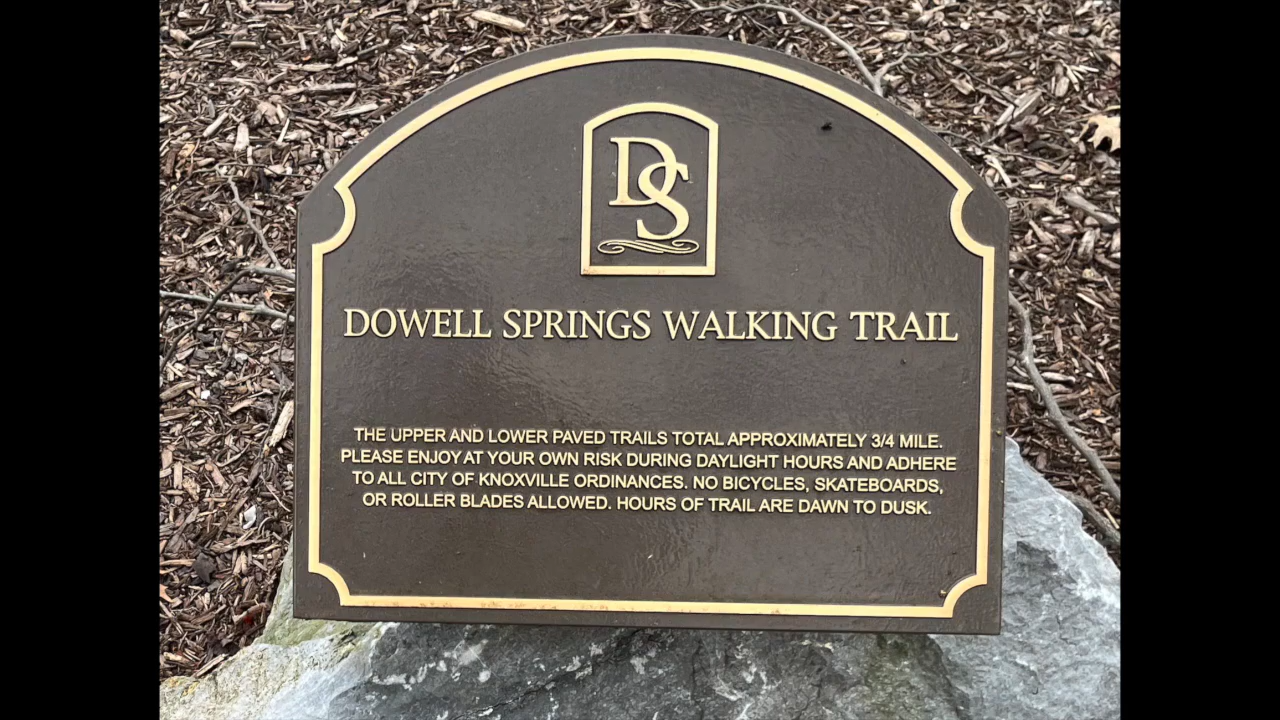 DS
DOWELL SPRINGS WALKING TRAIL
THE UPPER AND LOWER PAVED TRAILS TOTAL APPROXIMATELY 3/4 MILE.
PLEASE ENJOY AT YOUR OWN RISK DURING DAYLIGHT HOURS AND ADHERE
TO ALL CITY OF KNOXVILLE ORDINANCES. NO BICYCLES, SKATEBOARDS,
OR ROLLER BLADES ALLOWED. HOURS OF TRAIL ARE DAWN TO DUSK.